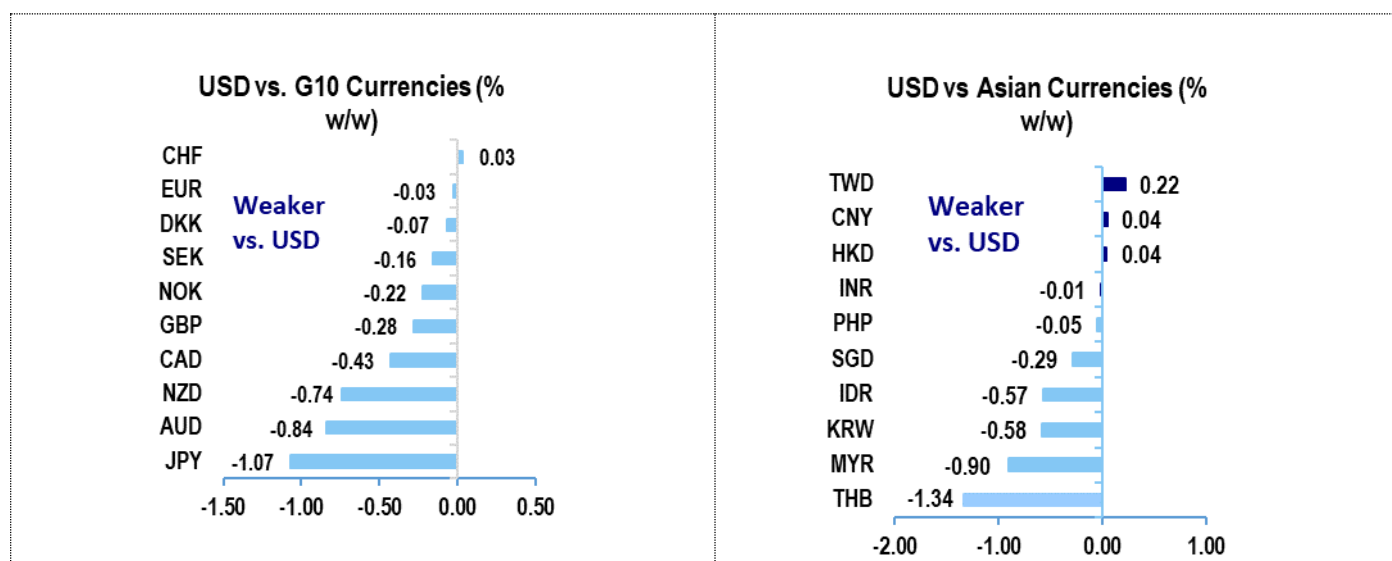 USD vs. G10 Currencies (%
w/w)
CHF 0.03
EUR -0.03
DKK -0.07
SEK -0.16
NOK -0.22
GBP -0.28
CAD -0.43
NZD -0.74
AUD -0.84
JPY -1.07
Weaker
vs. USD
-1.50 -1.00 -0.50 0.00 0.50
USD vs Asian Currencies (%
w/w)
TWD 0.22
CNY 0.04
HKD 0.04
INR -0.01
PHP -0.05
SGD -0.29
IDR -0.57
KRW -0.58
MYR -0.90
THB -1.34
Weaker
vs. USD
-2.00 -1.00 0.00 1.00